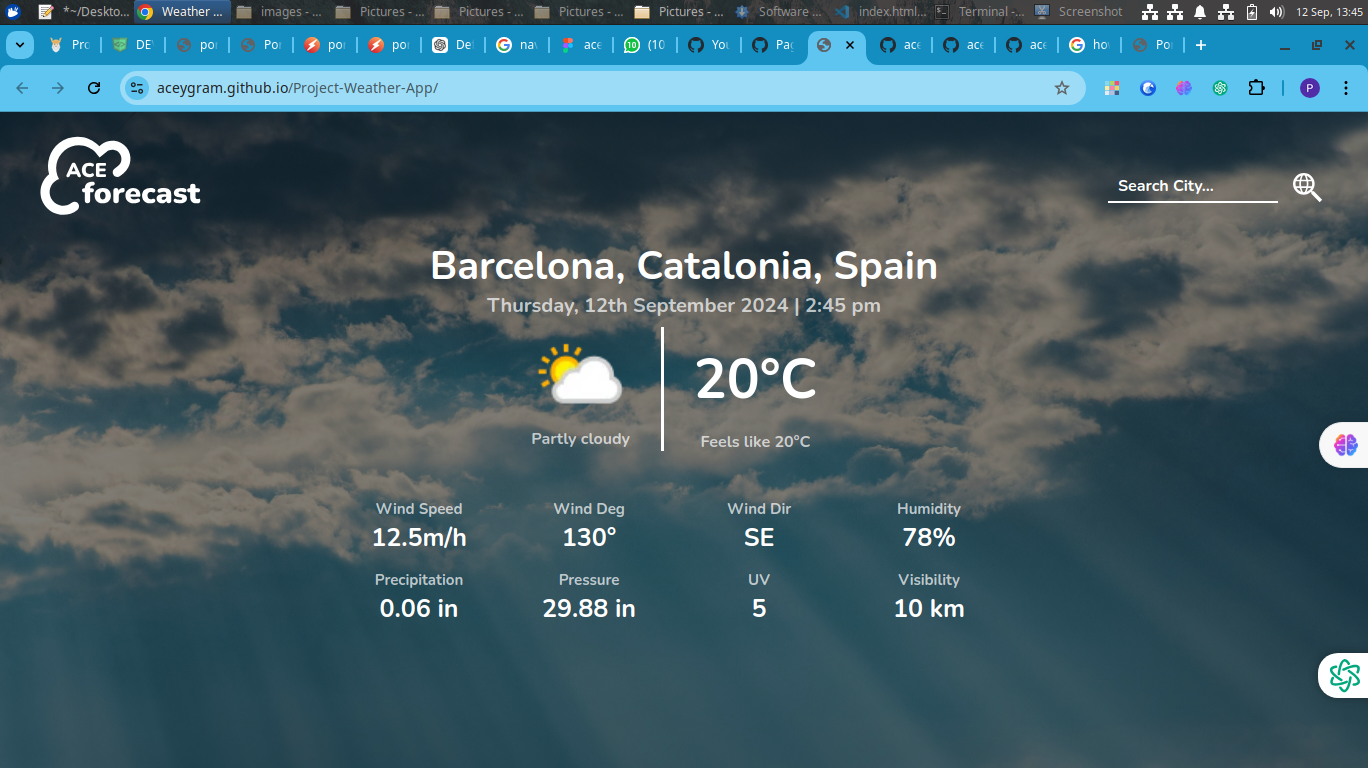 *~/Deskto... Weather ... images - ... Pictures - ... Pictures - ... Pictures - ... Pictures - ... Software ... index.html... Terminal -... Screenshot 12 Sep, 13:45
Pro DE por Por por por De nav ace (10 You Pag ace ace ace ho Por
aceygram.github.io/Project-Weather-App/ P
ACE
forecast
Search City...
Barcelona, Catalonia, Spain
Thursday, 12th September 2024 | 2:45 pm
20°C
Partly cloudy
Feels like 20°C
Wind Speed Wind Deg Wind Dir Humidity
12.5m/h 130° SE 78%
Precipitation Pressure UV Visibility
0.06 in 29.88 in 5 10 km